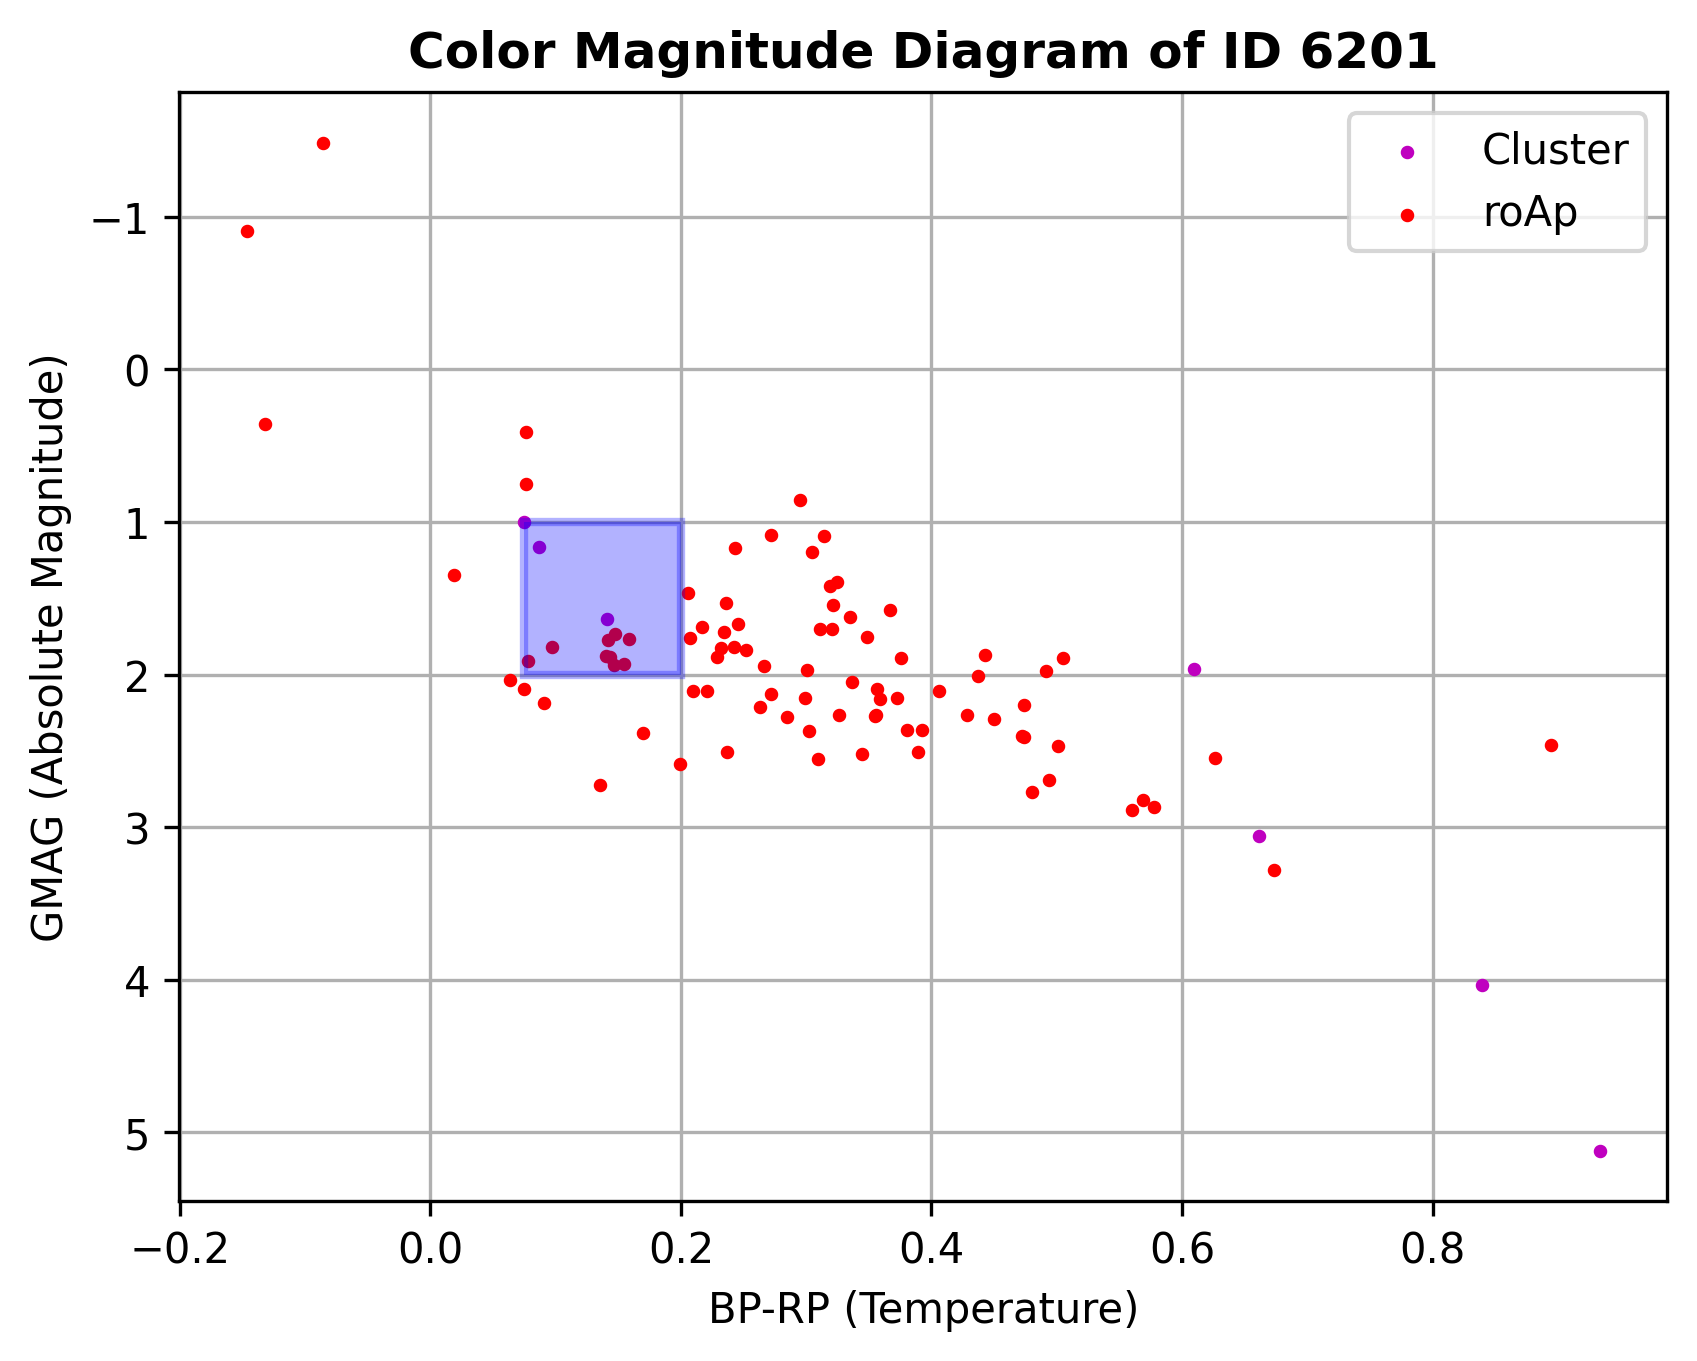 Color Magnitude Diagram of ID 6201
Cluster
roAp
−1
0
1
2
3
4
5
GMAG (Absolute Magnitude)
−0.2 0.0 0.2 0.4 0.6 0.8
BP-RP (Temperature)